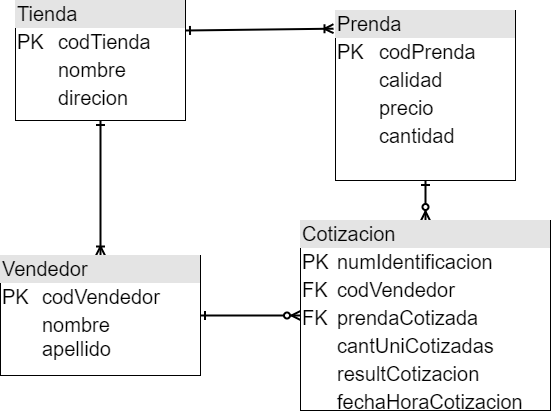 Tienda
PK codTienda
nombre
direcion
Prenda
PK codPrenda
calidad
precio
cantidad
Vendedor
PK codVendedor
nombre
apellido
Cotizacion
PK numIdentificacion
FK codVendedor
FK prendaCotizada
cantUniCotizadas
resultCotizacion
fechaHoraCotizacion